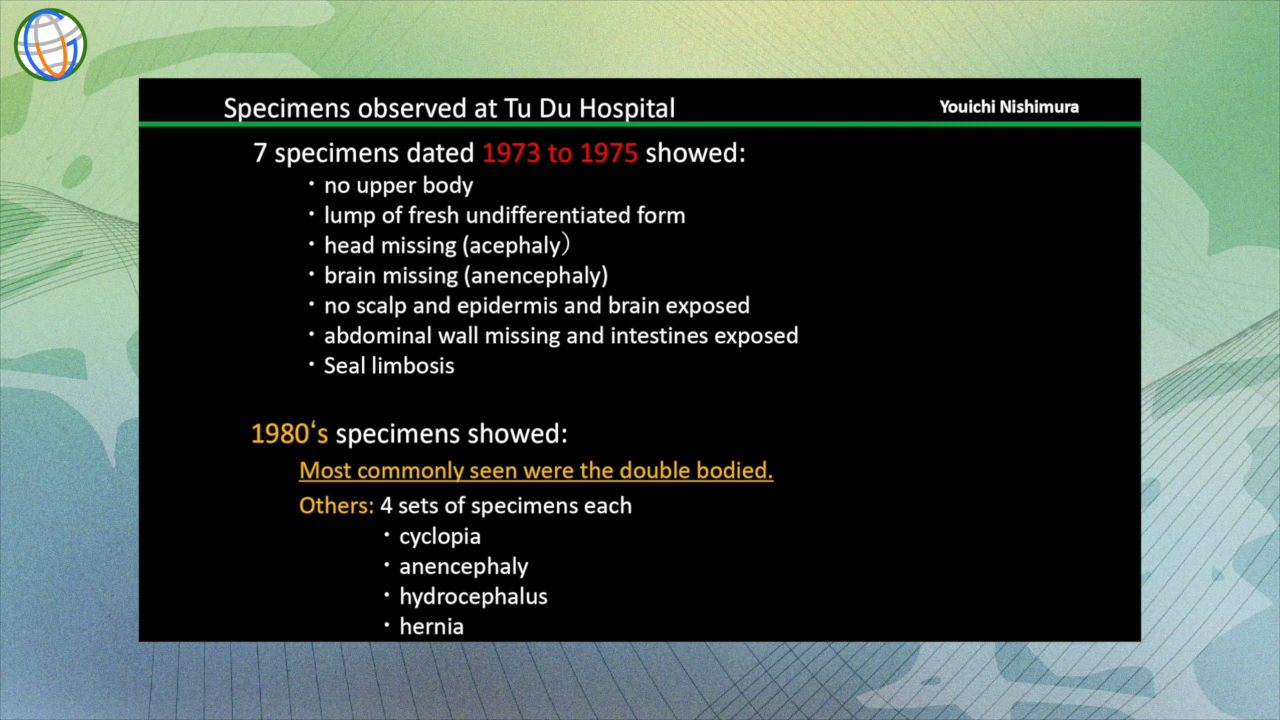 Specimens observed at Tu Du Hospital
Youichi Nishimura
7 specimens dated 1973 to 1975 showed:
・no upper body
・lump of fresh undifferentiated form
・head missing (acephaly）
・brain missing (anencephaly)
・no scalp and epidermis and brain exposed
・abdominal wall missing and intestines exposed
・Seal limbosis
1980‘s specimens showed:
Most commonly seen were the double bodied.
Others: 4 sets of specimens each
・cyclopia
・anencephaly
・hydrocephalus
・hernia